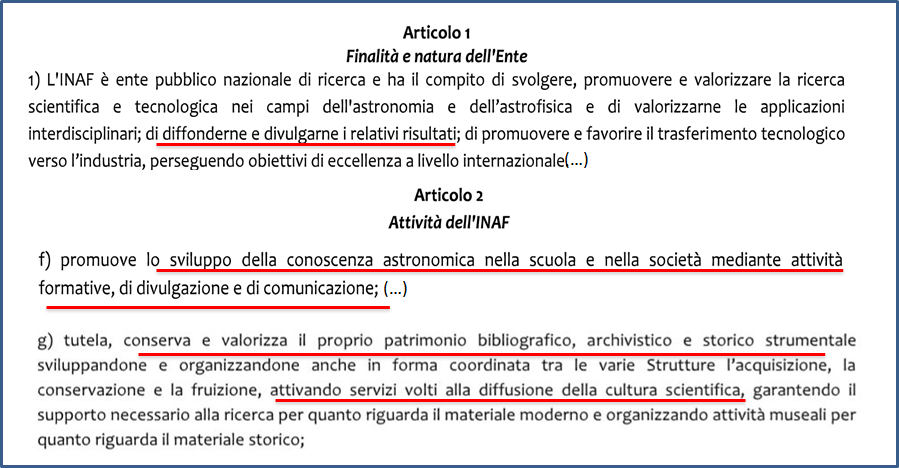 Articolo 1
Finalità e natura dell'Ente
1) L'INAF è ente pubblico nazionale di ricerca e ha il compito di svolgere, promuovere e valorizzare la ricerca
scientifica e tecnologica nei campi dell'astronomia e dell’astrofisica e di valorizzarne le applicazioni
interdisciplinari; di diffonderne e divulgarne i relativi risultati; di promuovere e favorire il trasferimento tecnologico
verso l’industria, perseguendo obiettivi di eccellenza a livello internazionale(...)
Articolo 2
Attività dell'INAF
f) promuove lo sviluppo della conoscenza astronomica nella scuola e nella società mediante attività
formative, di divulgazione e di comunicazione; (...)
g) tutela, conserva e valorizza il proprio patrimonio bibliografico, archivistico e storico strumentale
sviluppandone e organizzandone anche in forma coordinata tra le varie Strutture l’acquisizione, la
conservazione e la fruizione, attivando servizi volti alla diffusione della cultura scientifica, garantendo il
supporto necessario alla ricerca per quanto riguarda il materiale moderno e organizzando attività museali per
quanto riguarda il materiale storico;